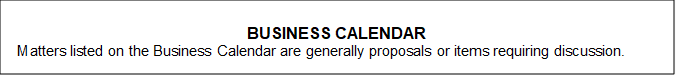 BUSINESS CALENDAR
Matters listed on the Business Calendar are generally proposals or items requiring discussion.